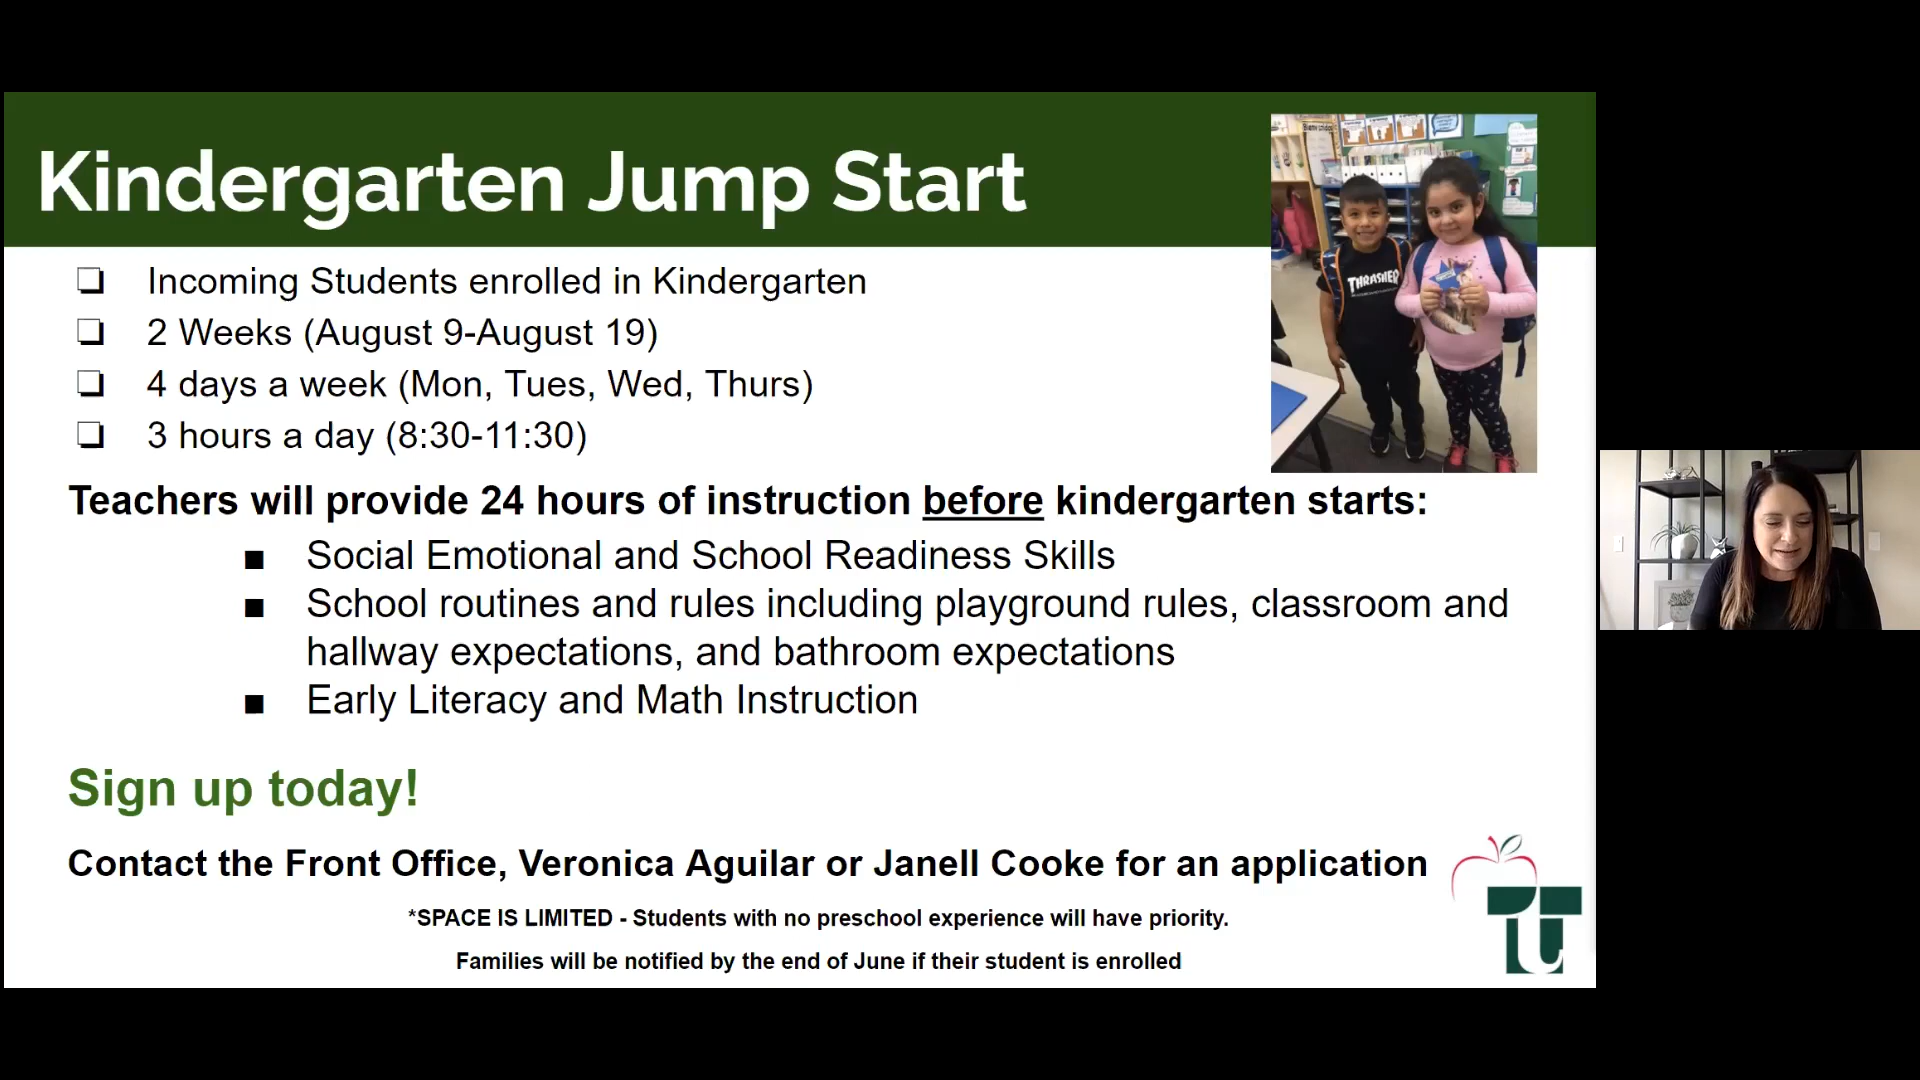 Kindergarten Jump Start
❏ Incoming Students enrolled in Kindergarten
❏ 2 Weeks (August 9-August 19)
❏ 4 days a week (Mon, Tues, Wed, Thurs)
❏ 3 hours a day (8:30-11:30)
THRASHER
Teachers will provide 24 hours of instruction before kindergarten starts:
■ Social Emotional and School Readiness Skills
■ School routines and rules including playground rules, classroom and
hallway expectations, and bathroom expectations
■ Early Literacy and Math Instruction
Sign up today!
Contact the Front Office, Veronica Aguilar or Janell Cooke for an application
*SPACE IS LIMITED - Students with no preschool experience will have priority.
Families will be notified by the end of June if their student is enrolled